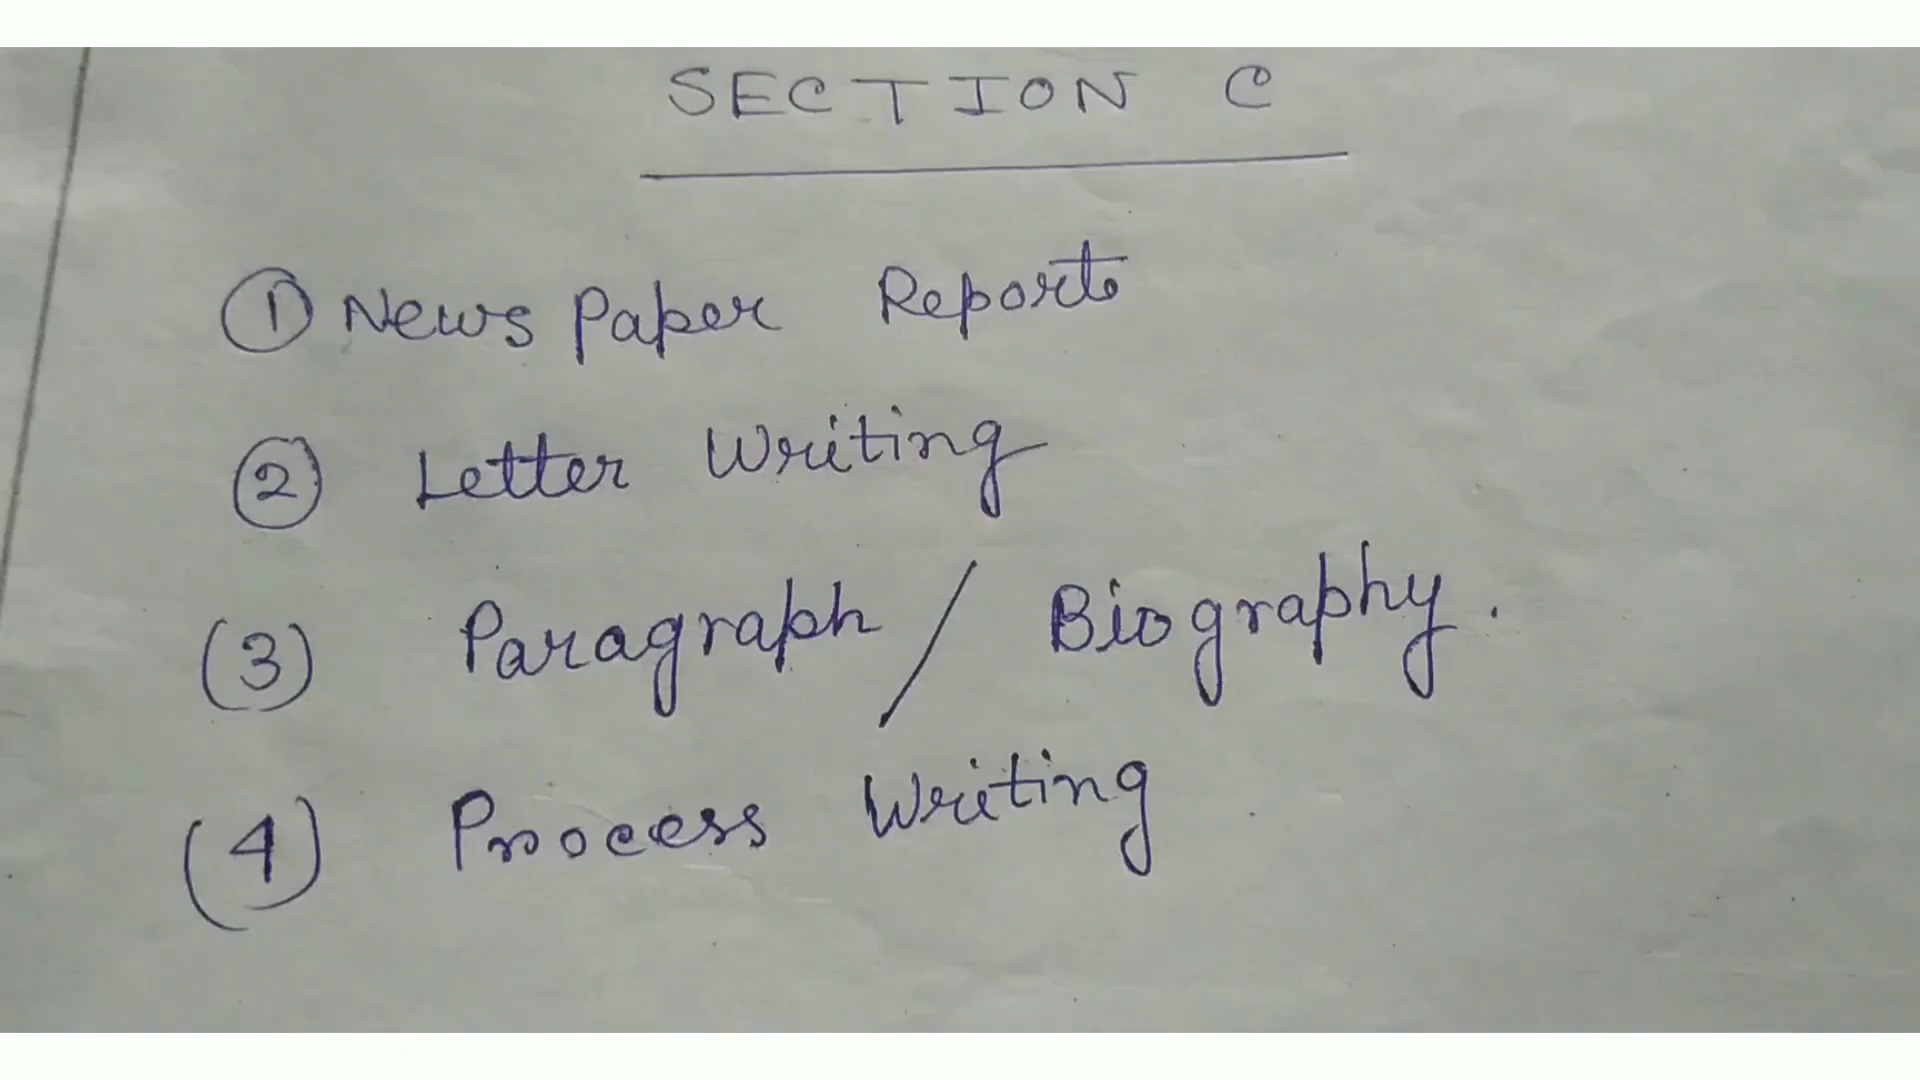 SECTION C
① News Paper Reports
② Letter Writing
(3) Paragraph / Biography.
(4) Process Writing